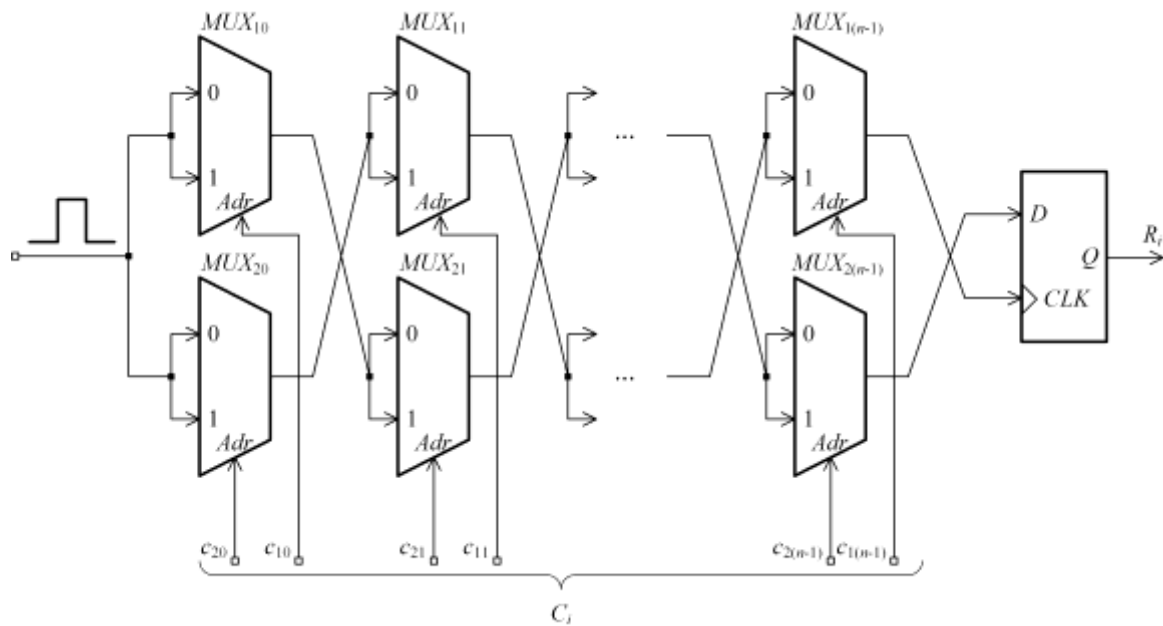 MUX₁₀ MUX₁₁ MUX₁₍ₙ₋₁₎
0 0 0
... 
1 1 1
Adr Adr Adr
D
MUX₂₀ MUX₂₁ MUX₂₍ₙ₋₁₎
Q Rᵢ
CLK
0 0 0
...
1 1 1
Adr Adr Adr
c₂₀ c₁₀ c₂₁ c₁₁ c₂₍ₙ₋₁₎ c₁₍ₙ₋₁₎
Cᵢ